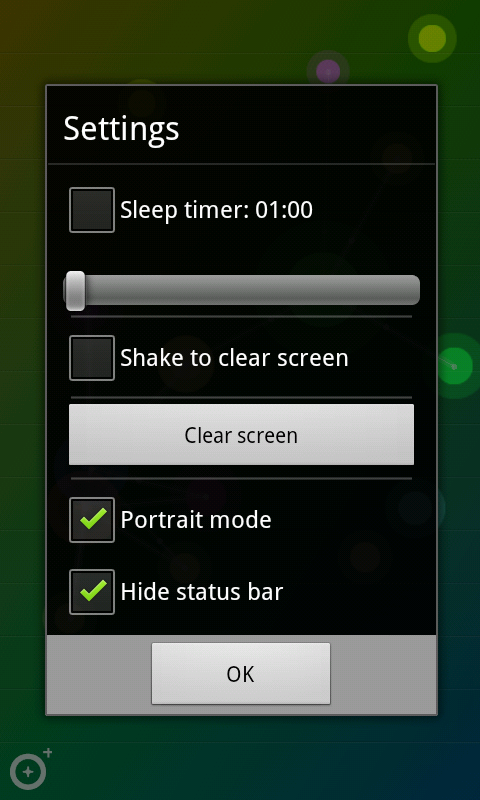 Settings
Sleep timer: 01:00
Shake to clear screen
Clear screen
Portrait mode
Hide status bar
OK